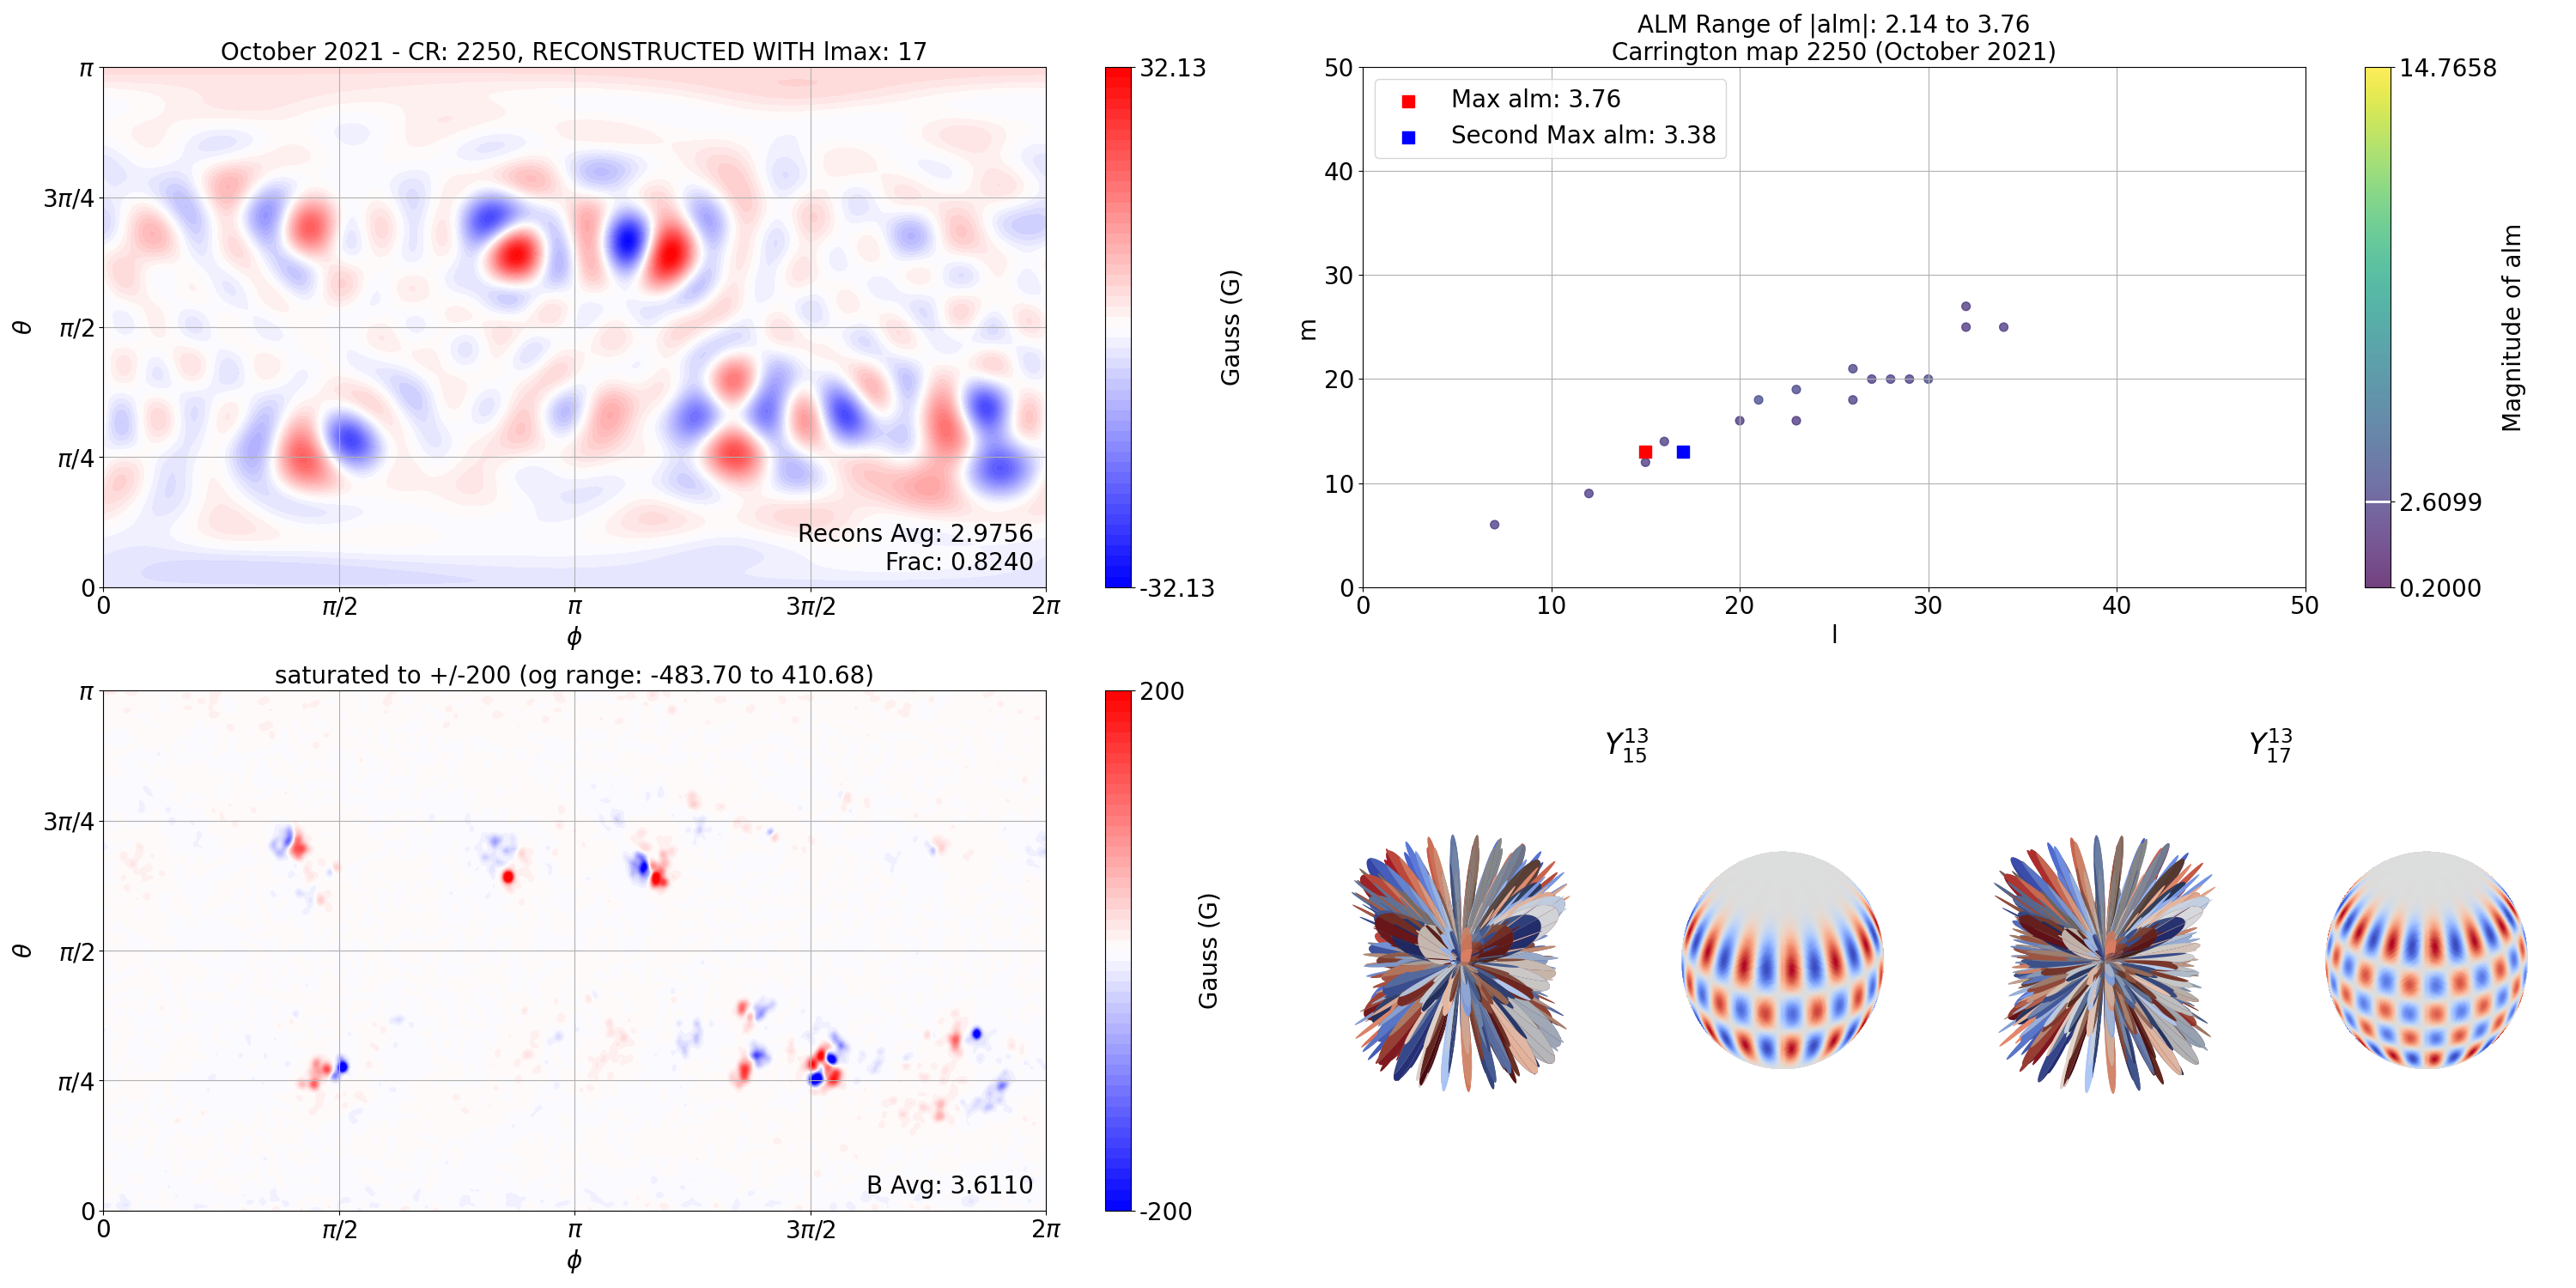 October 2021 - CR: 2250, RECONSTRUCTED WITH lmax: 17
π
3π/4
π/2
π/4
0
θ
0
π/2
π
3π/2
2π
ϕ
Recons Avg: 2.9756
Frac: 0.8240
32.13
-32.13
Gauss (G)
ALM Range of |alm|: 2.14 to 3.76
Carrington map 2250 (October 2021)
Max alm: 3.76
Second Max alm: 3.38
50
40
30
20
10
0
m
0
10
20
30
40
50
l
14.7658
2.6099
0.2000
Magnitude of alm
saturated to +/-200 (og range: -483.70 to 410.68)
π
3π/4
π/2
π/4
0
θ
0
π/2
π
3π/2
2π
ϕ
B Avg: 3.6110
200
-200
Gauss (G)
Y₁₅¹³
Y₁₇¹³